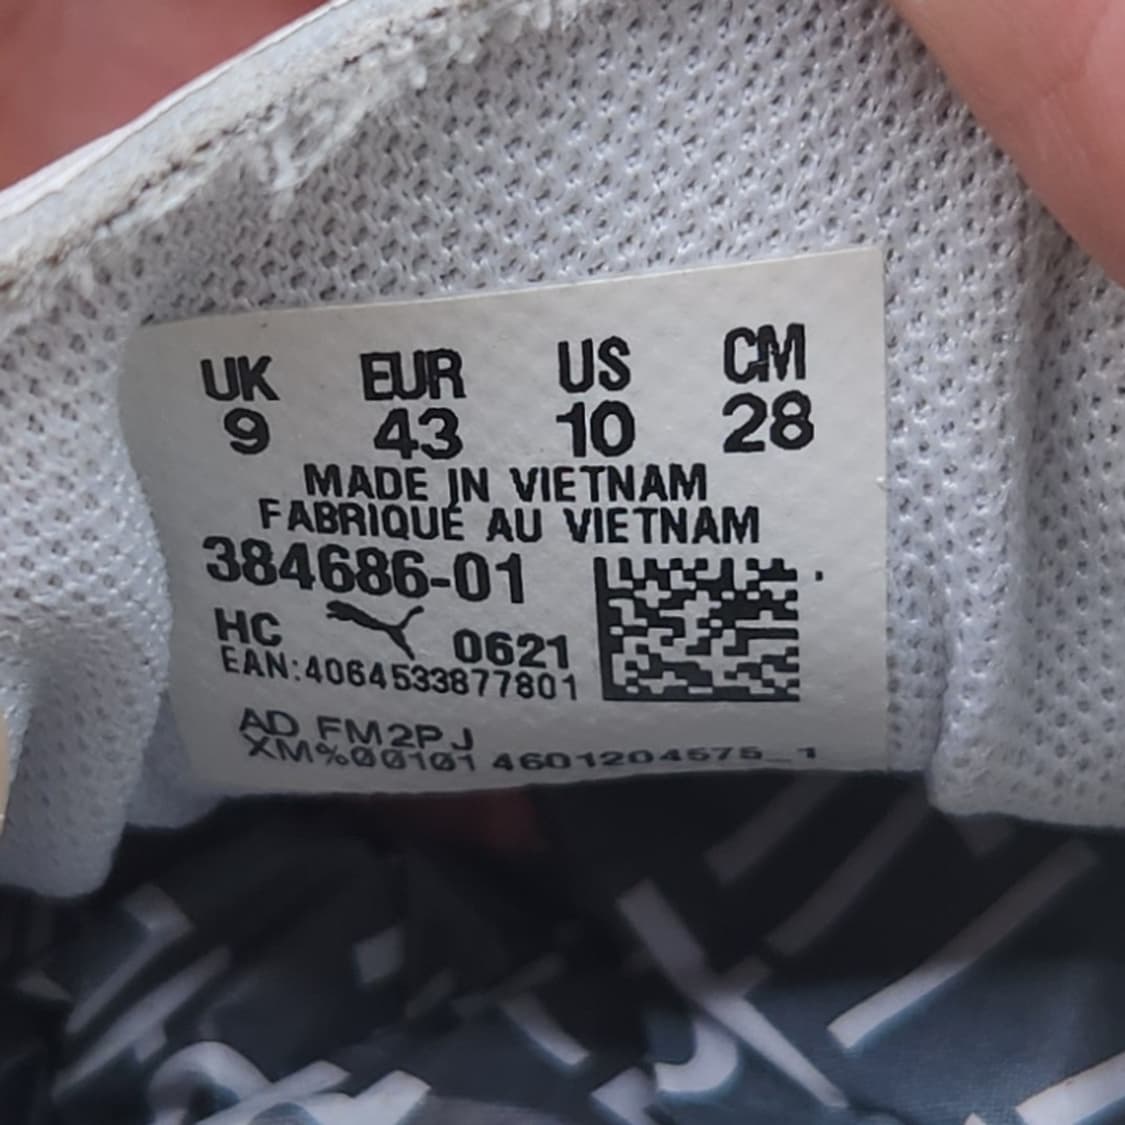 UK EUR US CM
9 43 10 28
MADE IN VIETNAM
FABRIQUÉ AU VIETNAM
384686-01
HC 0621
EAN:4064533877801
AD FM2PJ
XM%00101 4601204575_1